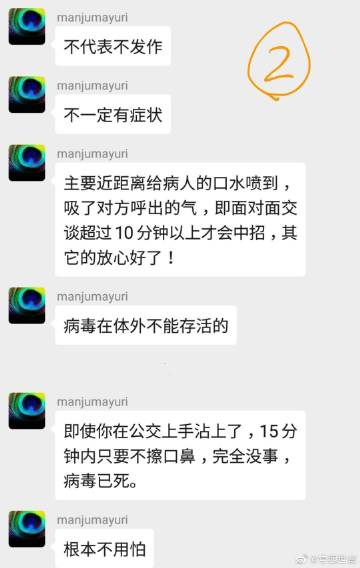 manjumayuri
不代表不发作
②
manjumayuri
不一定有症状
manjumayuri
主要近距离给病人的口水喷到，
吸了对方呼出的气，即面对面交
谈超过10分钟以上才会中招，其
它的放心好了！
manjumayuri
病毒在体外不能存活的
manjumayuri
即使你在公交上手沾上了，15分
钟内只要不擦口鼻、完全没事，
病毒已死。
manjumayuri
根本不用怕